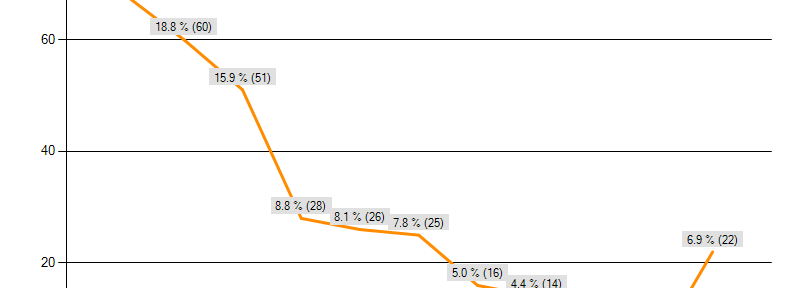 18.8 % (60)
60
15.9 % (51)
40
8.8 % (28)
8.1 % (26)
7.8 % (25)
6.9 % (22)
20
5.0 % (16)
4.4 % (14)